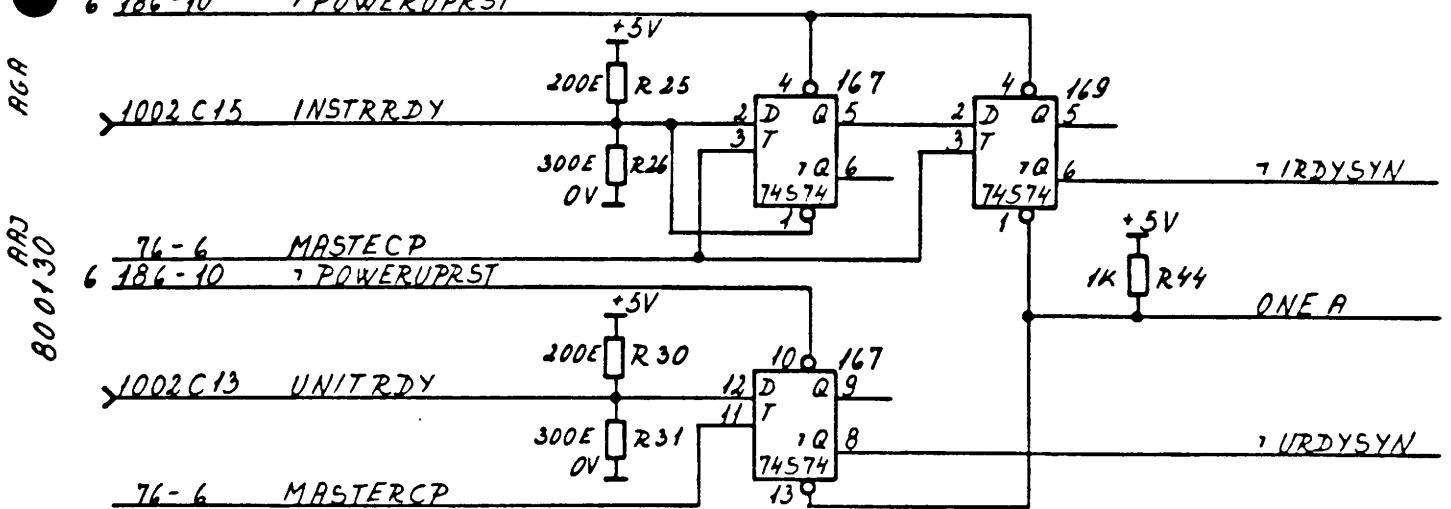 6 186-10 ¬POWERUPRST
+5V
200E R25
1002 C15 INSTRRDY
300E R26
0V
4 167
2 D Q 5
3 T
¬Q 6
74S74
1
4 169
2 D Q 5
3 T
¬Q 6
74S74
1
¬IRDYSYN
76-6 MASTECP
6 186-10 ¬POWERUPRST
+5V
1K R44
ONE A
+5V
200E R30
1002 C13 UNITRDY
300E R31
0V
10 167
12 D Q 9
11 T
¬Q 8
74S74
13
¬URDYSYN
76-6 MASTERCP
AGA
AAJ
800130